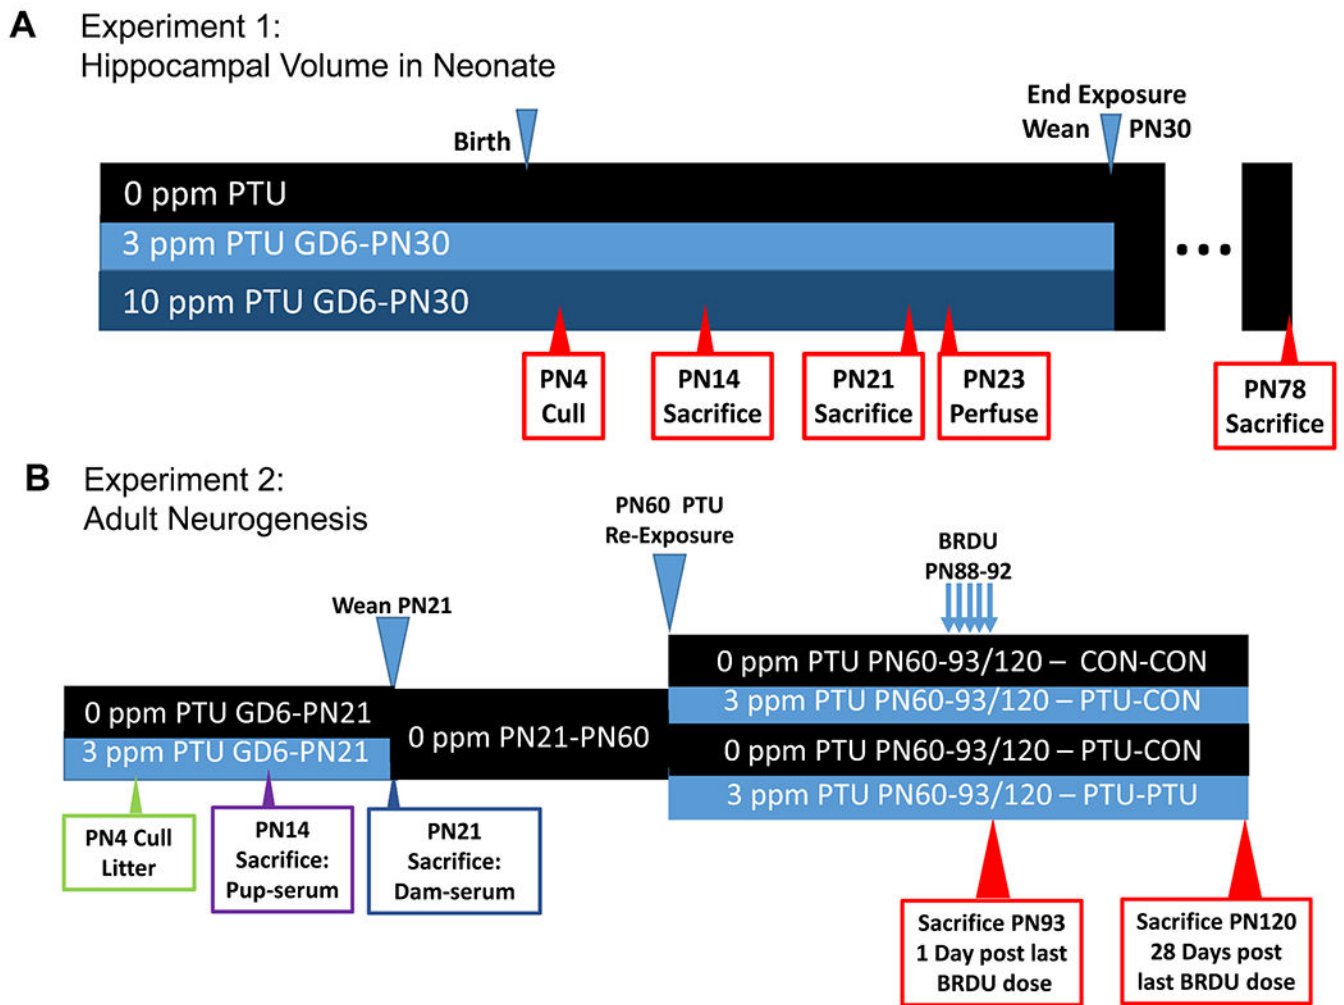 A
Experiment 1:
Hippocampal Volume in Neonate
Birth
End Exposure
Wean PN30
0 ppm PTU
3 ppm PTU GD6-PN30
10 ppm PTU GD6-PN30
...
PN4
Cull
PN14
Sacrifice
PN21
Sacrifice
PN23
Perfuse
PN78
Sacrifice
B
Experiment 2:
Adult Neurogenesis
PN60 PTU
Re-Exposure
BRDU
PN88-92
Wean PN21
0 ppm PTU GD6-PN21
3 ppm PTU GD6-PN21
0 ppm PN21-PN60
0 ppm PTU PN60-93/120 – CON-CON
3 ppm PTU PN60-93/120 – PTU-CON
0 ppm PTU PN60-93/120 – PTU-CON
3 ppm PTU PN60-93/120 – PTU-PTU
PN4 Cull
Litter
PN14
Sacrifice:
Pup-serum
PN21
Sacrifice:
Dam-serum
Sacrifice PN93
1 Day post last
BRDU dose
Sacrifice PN120
28 Days post
last BRDU dose